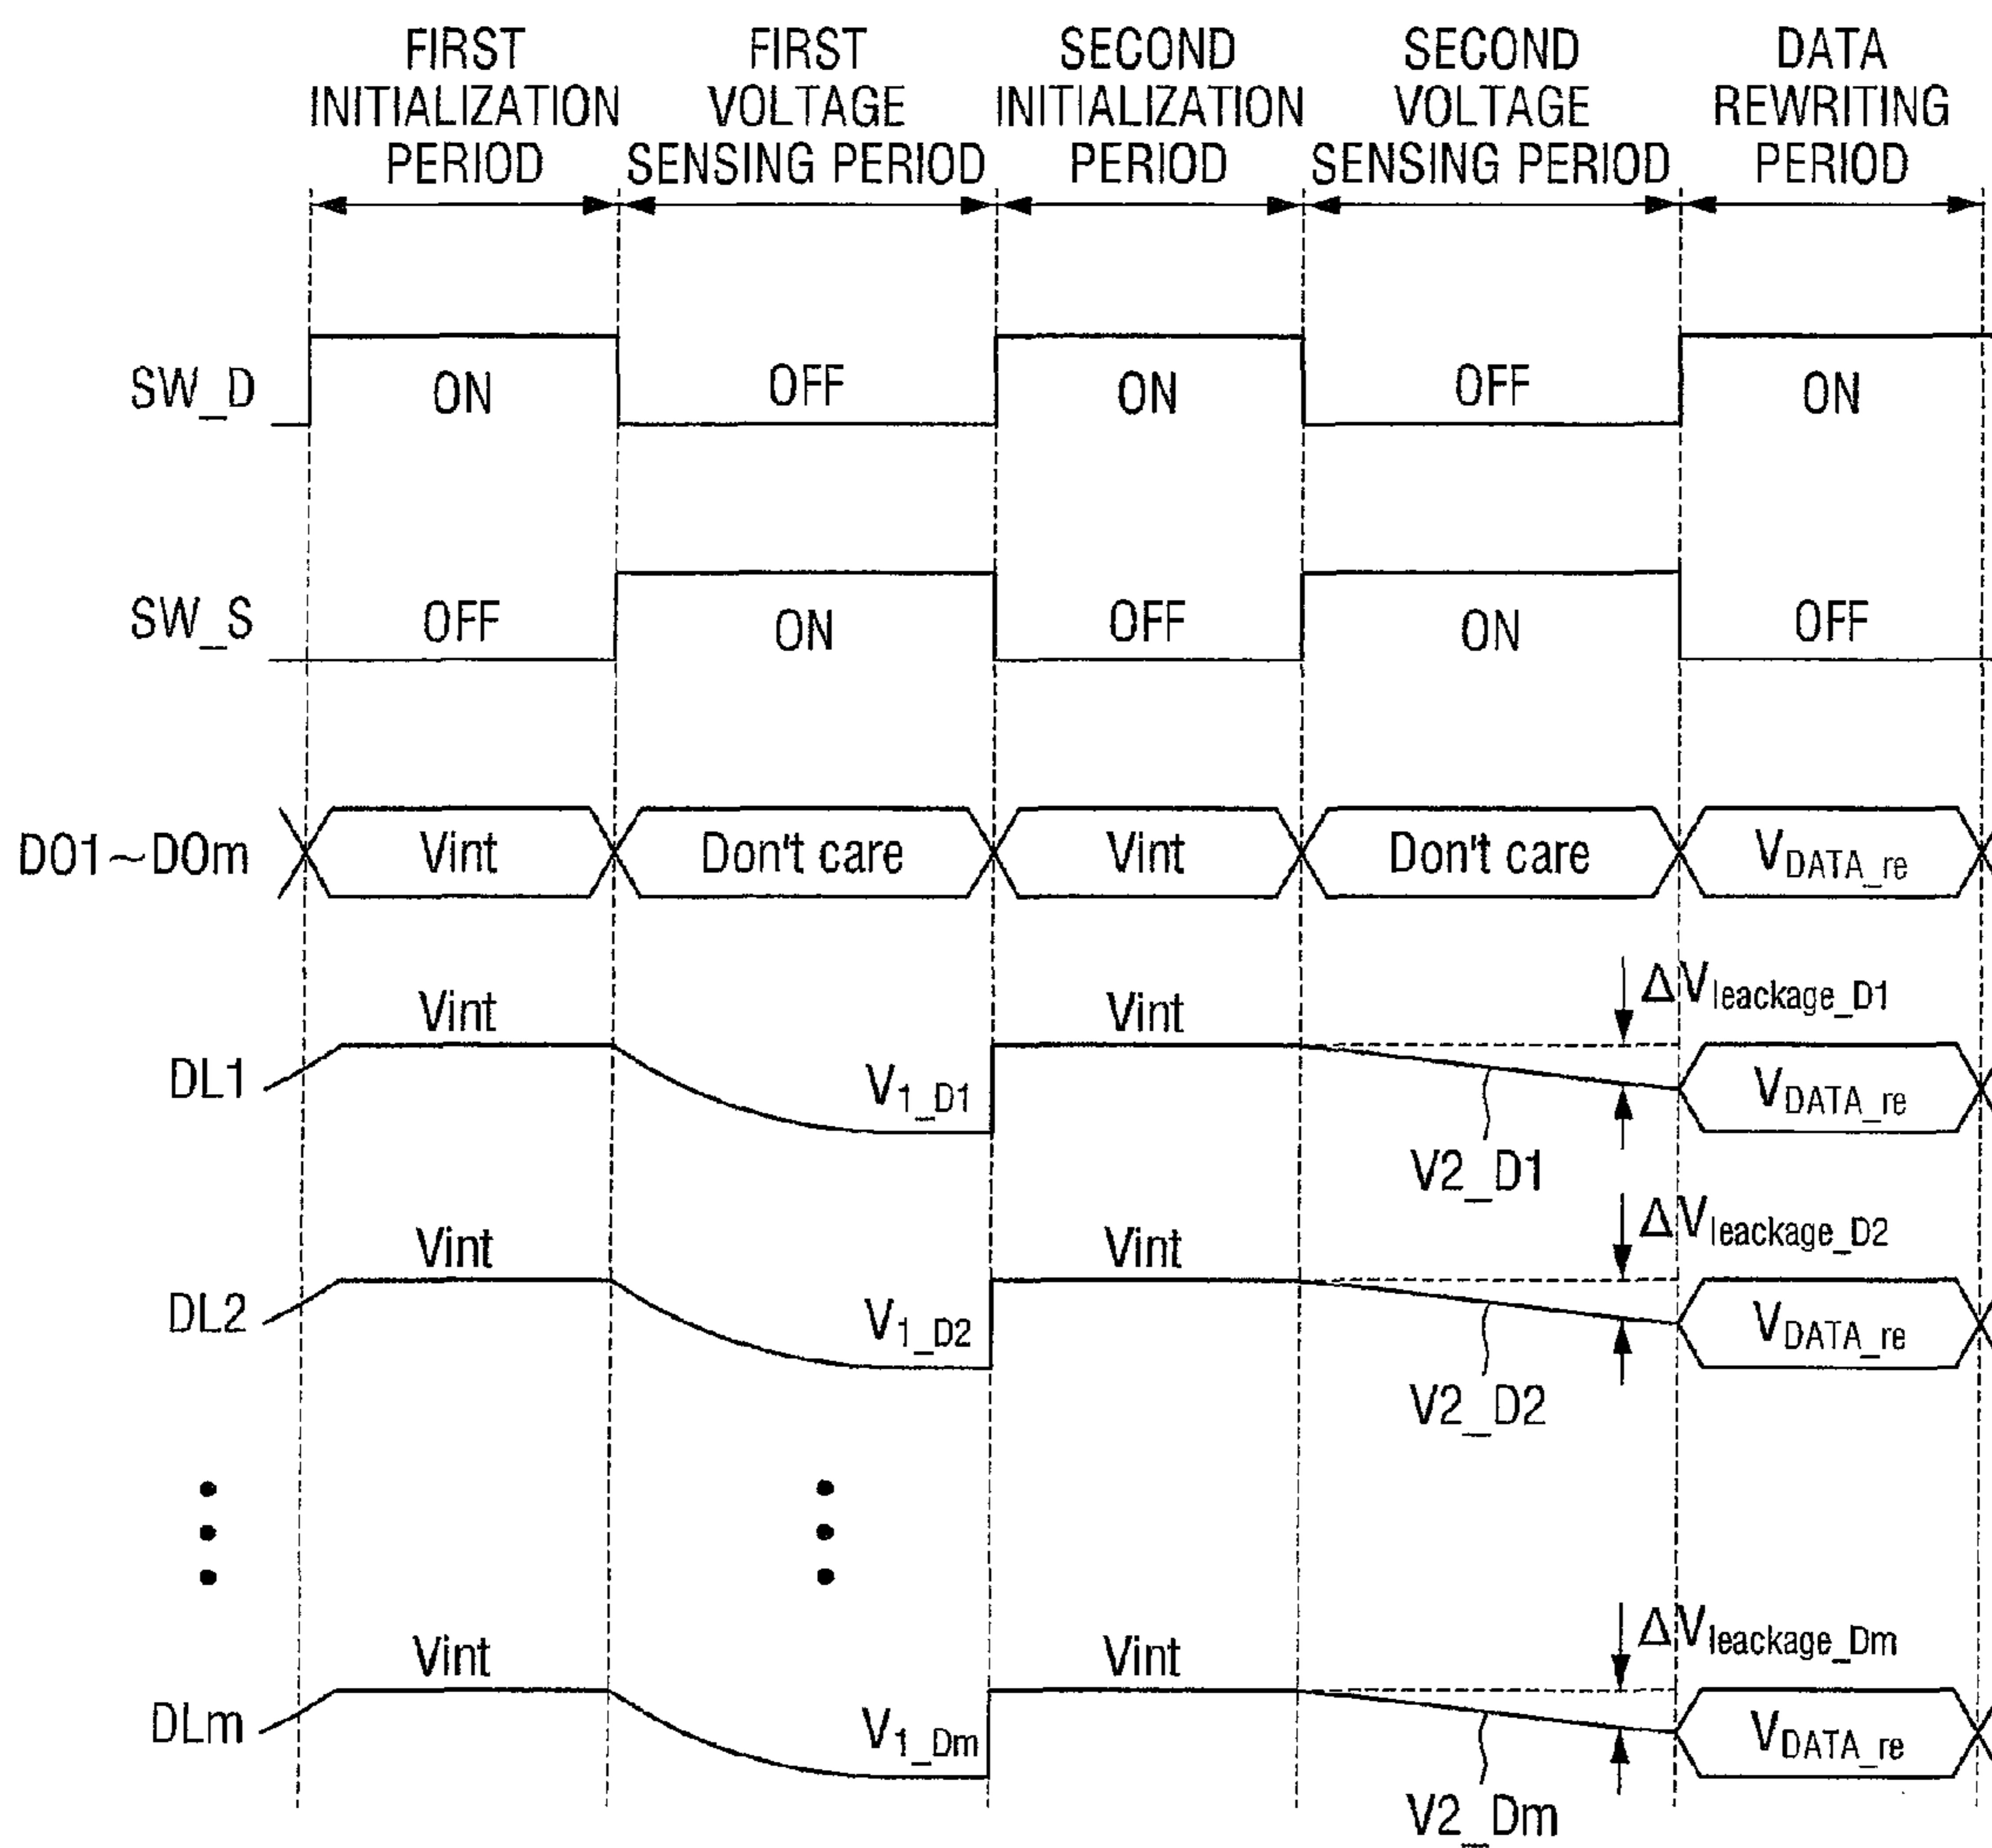 FIRST INITIALIZATION PERIOD
FIRST VOLTAGE SENSING PERIOD
SECOND INITIALIZATION PERIOD
SECOND VOLTAGE SENSING PERIOD
DATA REWRITING PERIOD
SW_D ON OFF ON OFF ON
SW_S OFF ON OFF ON OFF
DO1~DOm Vint Don't care Vint Don't care VDATA_re
Vint Vint ΔVleackage_D1
DL1 V1_D1 VDATA_re
V2_D1
Vint Vint ΔVleackage_D2
DL2 V1_D2 VDATA_re
V2_D2
Vint Vint ΔVleackage_Dm
DLm V1_Dm VDATA_re
V2_Dm